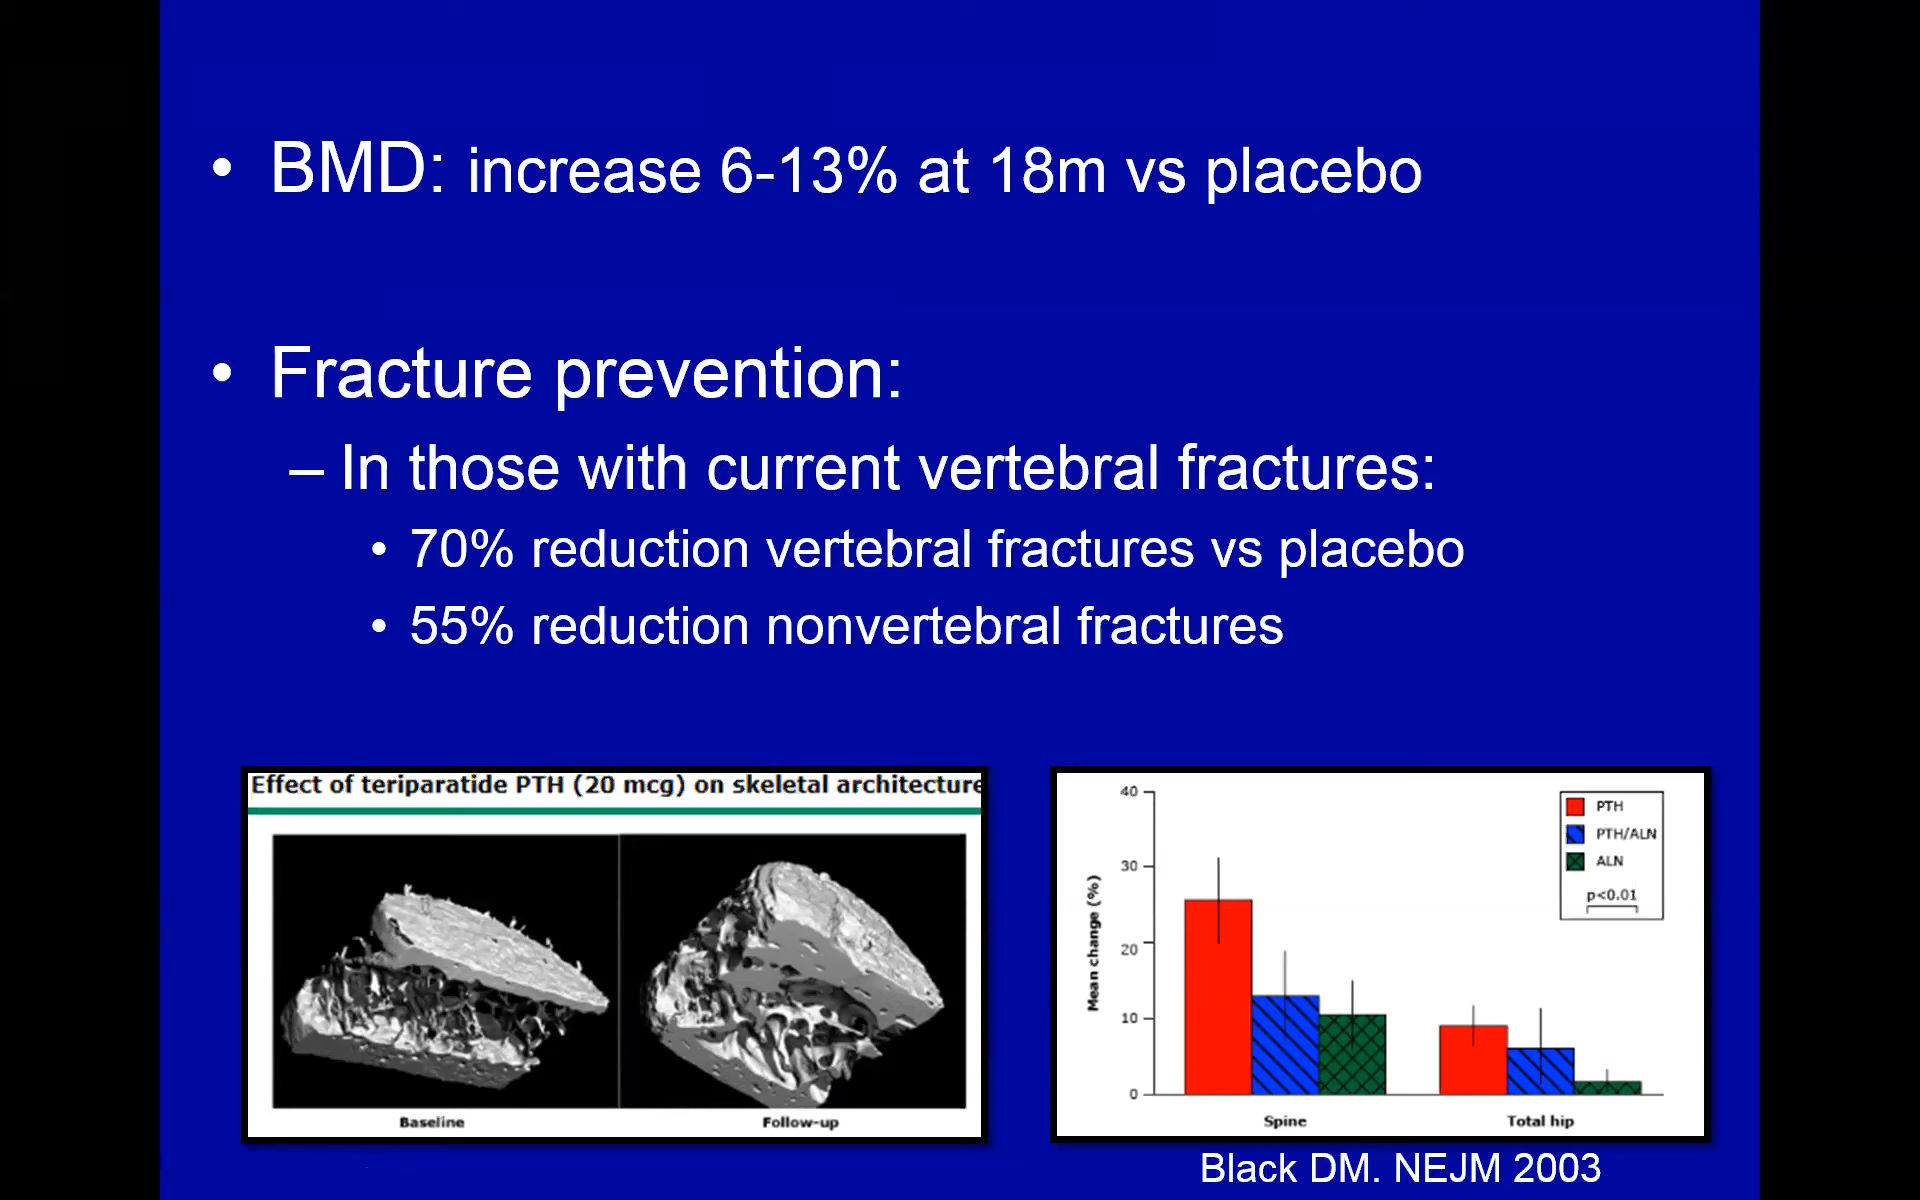 • BMD: increase 6-13% at 18m vs placebo
• Fracture prevention:
– In those with current vertebral fractures:
• 70% reduction vertebral fractures vs placebo
• 55% reduction nonvertebral fractures
Effect of teriparatide PTH (20 mcg) on skeletal architecture
Baseline
Follow-up
Mean change (%)
40
30
20
10
0
PTH
PTH/ALN
ALN
p<0.01
Spine
Total hip
Black DM. NEJM 2003